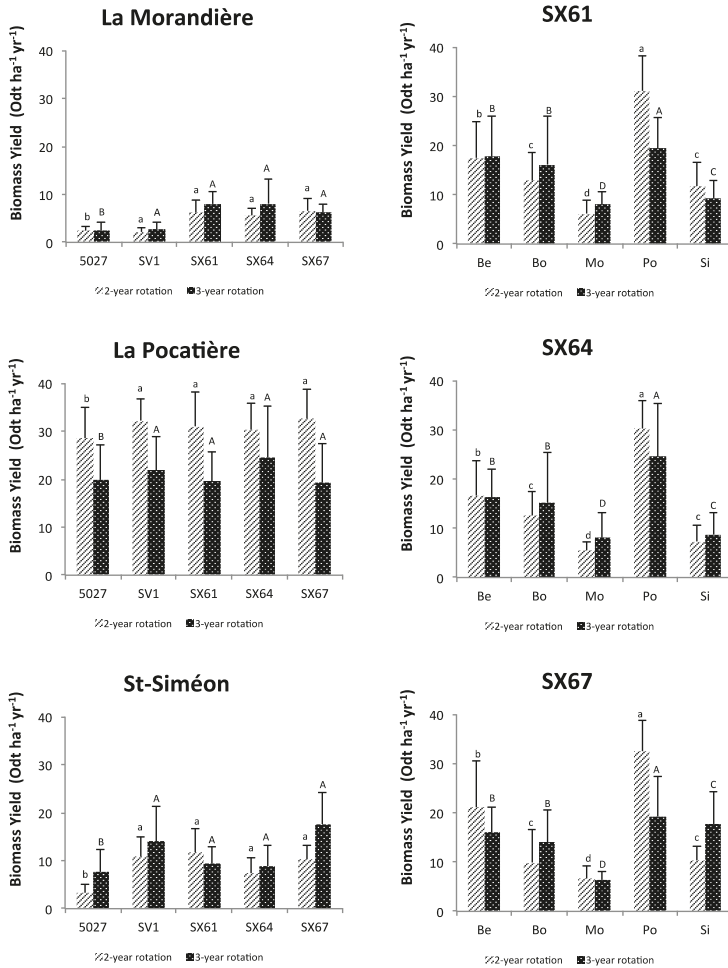 La Morandière
Biomass Yield (Odt ha-1 yr-1)
40
30
20
10
0
b B a A a A a A a A
5027 SV1 SX61 SX64 SX67
2-year rotation 3-year rotation
SX61
Biomass Yield (Odt ha-1 yr-1)
40
30
20
10
0
b B c B d D a A c C
Be Bo Mo Po Si
2-year rotation 3-year rotation
La Pocatière
Biomass Yield (Odt ha-1 yr-1)
40
30
20
10
0
b B a A a A a A a A
5027 SV1 SX61 SX64 SX67
2-year rotation 3-year rotation
SX64
Biomass Yield (Odt ha-1 yr-1)
40
30
20
10
0
b B c B d D a A c C
Be Bo Mo Po Si
2-year rotation 3-year rotation
St-Siméon
Biomass Yield (Odt ha-1 yr-1)
40
30
20
10
0
b B a A a A a A a A
5027 SV1 SX61 SX64 SX67
2-year rotation 3-year rotation
SX67
Biomass Yield (Odt ha-1 yr-1)
40
30
20
10
0
b B c B d D a A c C
Be Bo Mo Po Si
2-year rotation 3-year rotation